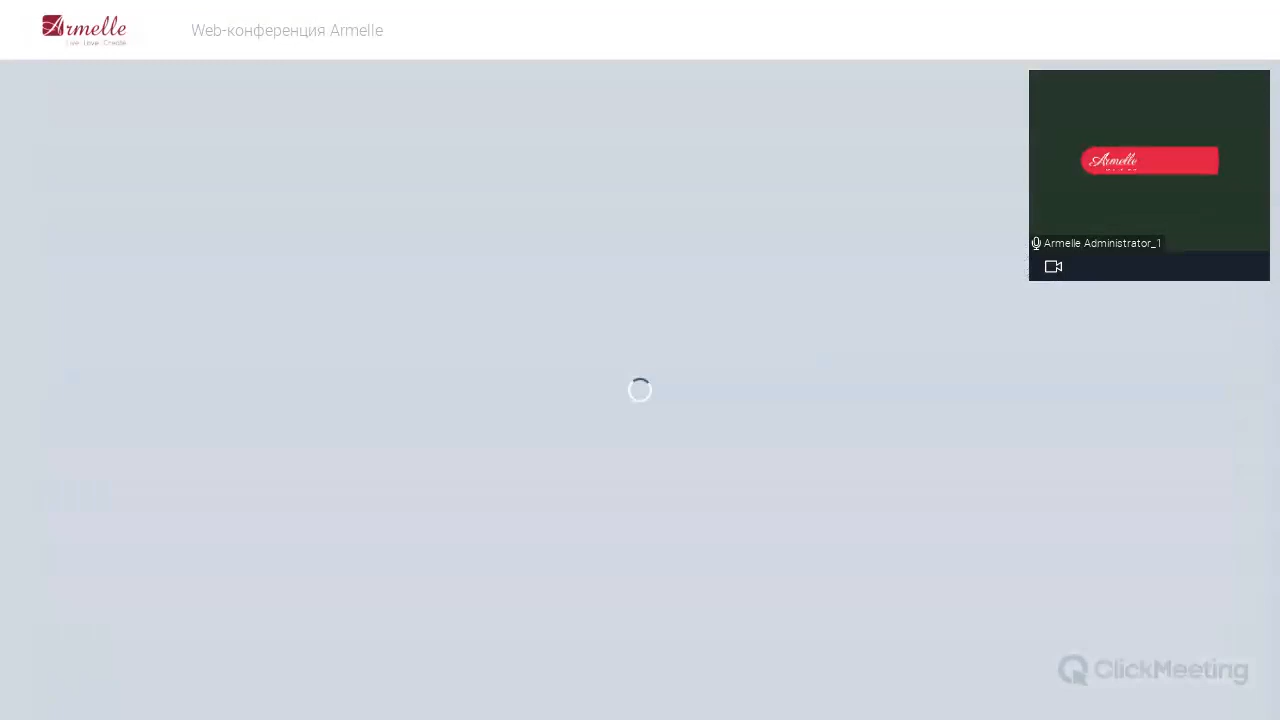 Armelle
Live Love Create
Web-конференция Armelle
Armelle
Armelle Administrator_1
ClickMeeting